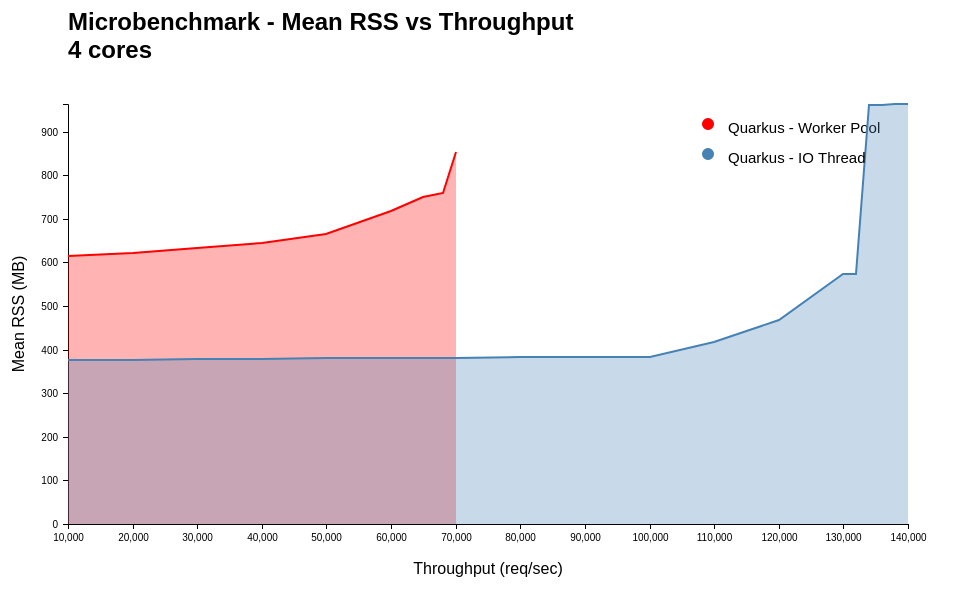 Microbenchmark - Mean RSS vs Throughput
4 cores
Quarkus - Worker Pool
Quarkus - IO Thread
Mean RSS (MB)
900
800
700
600
500
400
300
200
100
0
10,000 20,000 30,000 40,000 50,000 60,000 70,000 80,000 90,000 100,000 110,000 120,000 130,000 140,000
Throughput (req/sec)